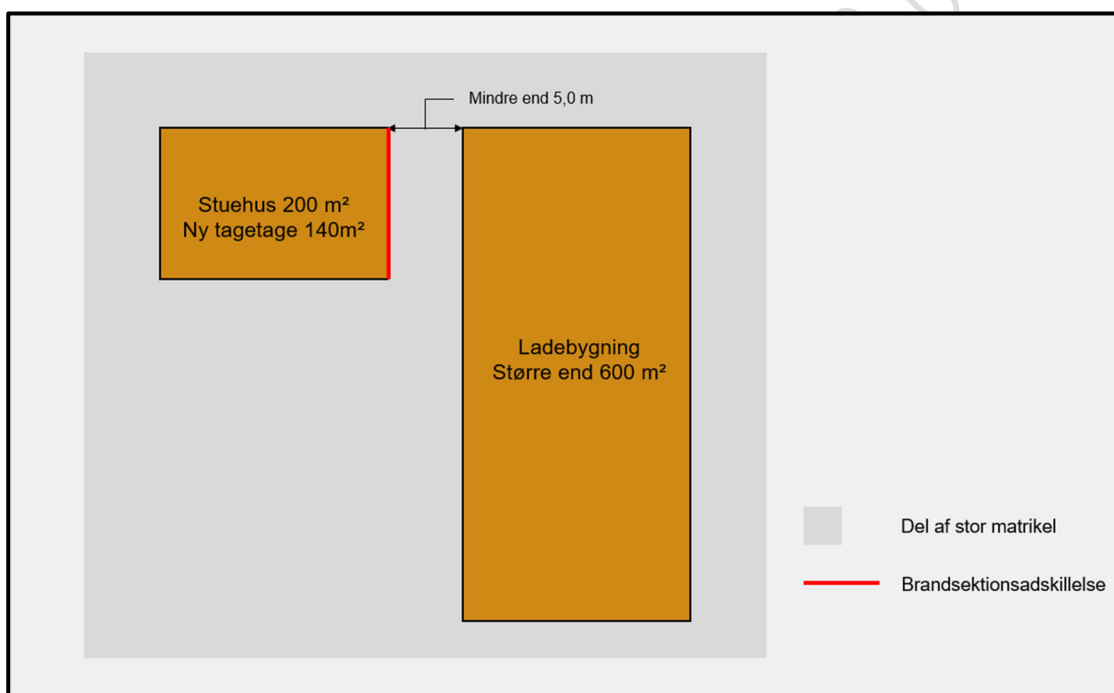 Mindre end 5,0 m
Stuehus 200 m²
Ny tagetage 140m²
Ladebygning
Større end 600 m²
Del af stor matrikel
Brandsektionsadskillelse